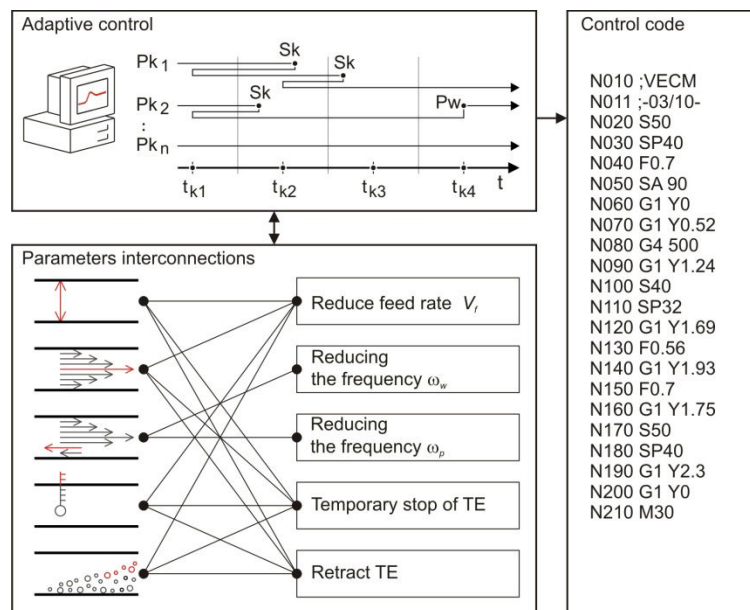 Adaptive control
Pk 1
Sk
Sk
Pk 2
Sk
Pw
:
Pk n
tk1
tk2
tk3
tk4
t
Parameters interconnections
Reduce feed rate Vf
Reducing
the frequency ωw
Reducing
the frequency ωp
Temporary stop of TE
Retract TE
Control code
N010 ;VECM
N011 ;-03/10-
N020 S50
N030 SP40
N040 F0.7
N050 SA 90
N060 G1 Y0
N070 G1 Y0.52
N080 G4 500
N090 G1 Y1.24
N100 S40
N110 SP32
N120 G1 Y1.69
N130 F0.56
N140 G1 Y1.93
N150 F0.7
N160 G1 Y1.75
N170 S50
N180 SP40
N190 G1 Y2.3
N200 G1 Y0
N210 M30